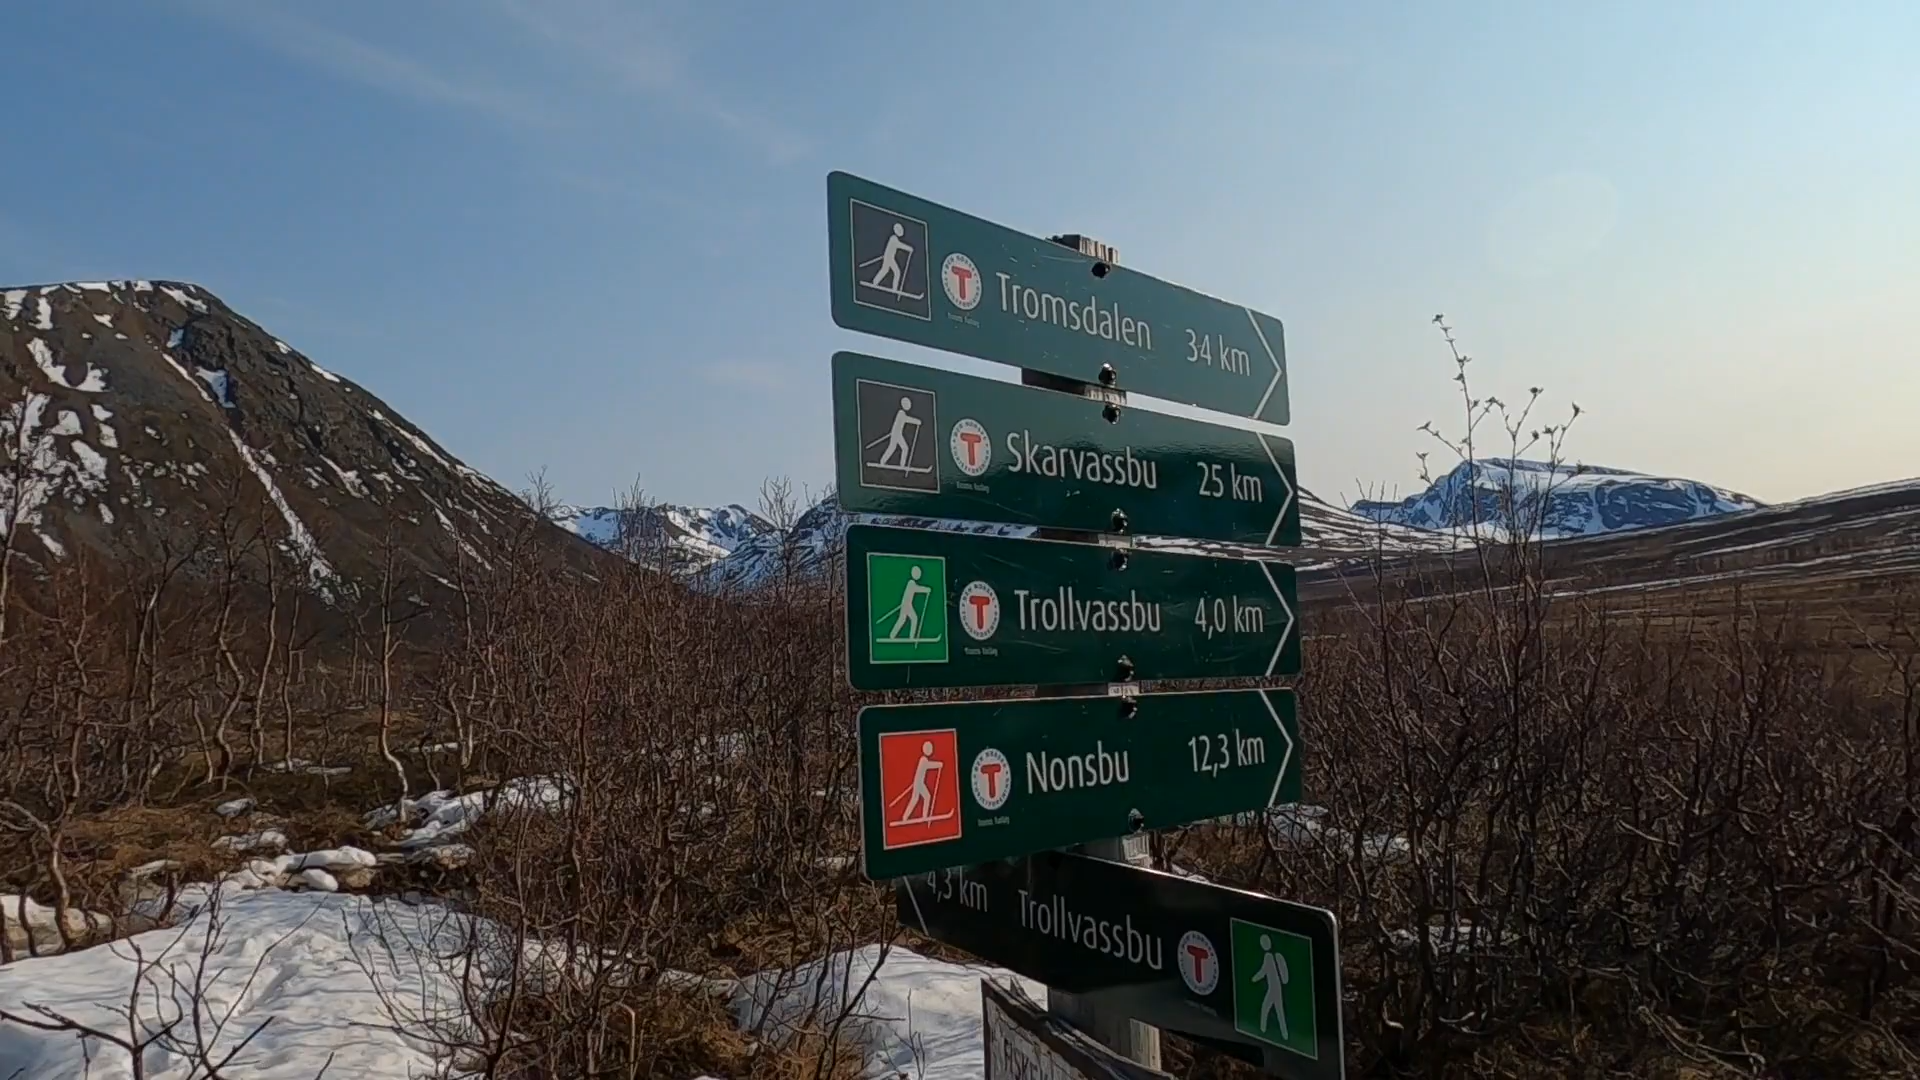 Tromsdalen 34 km
Skarvassbu 25 km
Trollvassbu 4,0 km
Nonsbu 12,3 km
4,3 km Trollvassbu